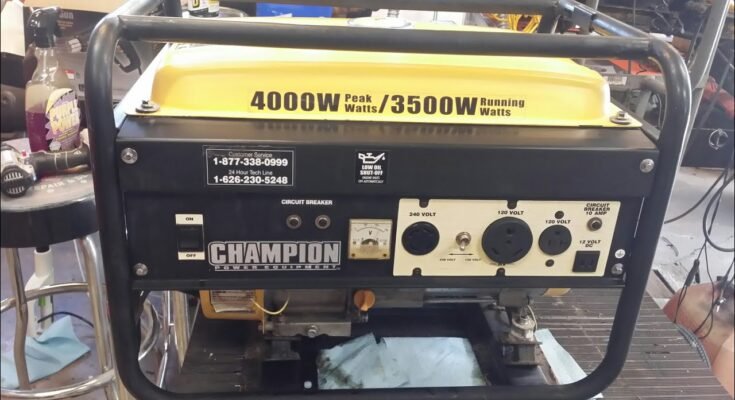 4000W Peak Watts/3500W Running Watts
Customer Service
1-877-338-0999
24 Hour Tech Line
1-626-230-5248
LOW OIL
SHUT-OFF
CIRCUIT BREAKER
ON
OFF
CHAMPION
POWER EQUIPMENT
V
240 VOLT
120 VOLT
120 VOLT
CIRCUIT
BREAKER
10 AMP
12 VOLT
DC